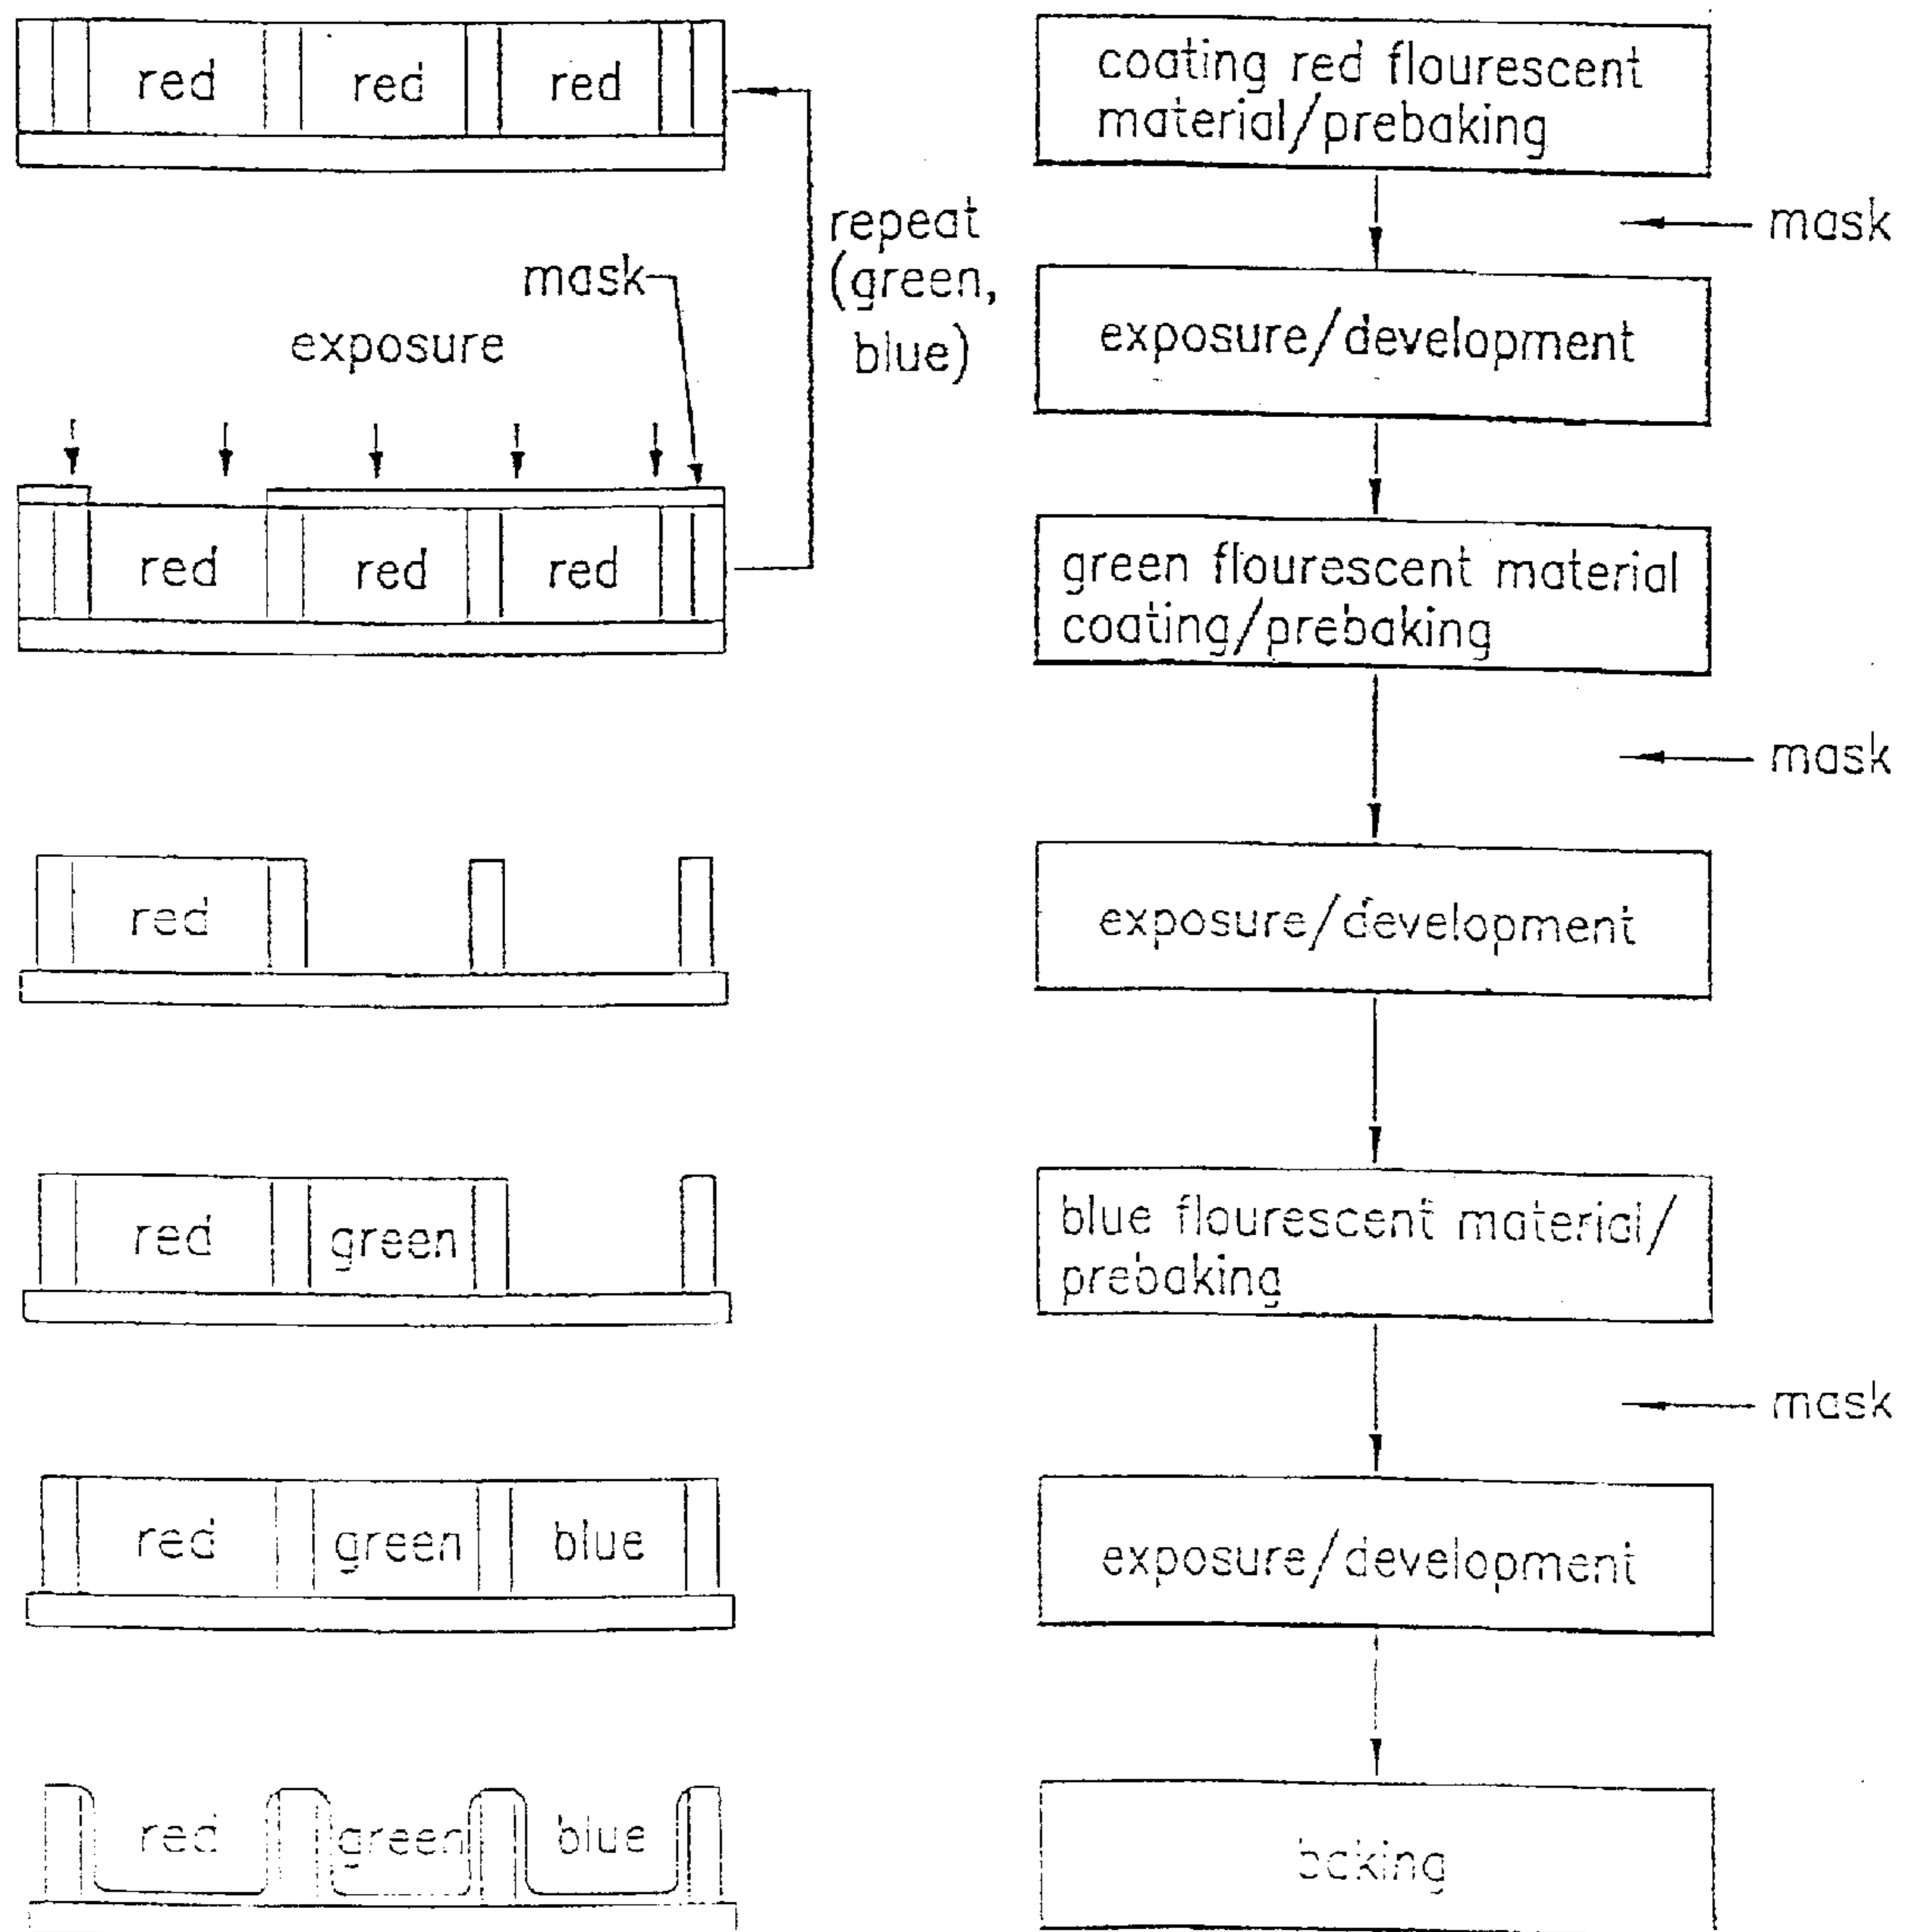 red red red
repeat
(green,
blue)
mask
exposure
red red red
red
red green
red green blue
red green blue
coating red flourescent
material/prebaking
mask
exposure/development
green flourescent material
coating/prebaking
mask
exposure/development
blue flourescent material/
prebaking
mask
exposure/development
baking